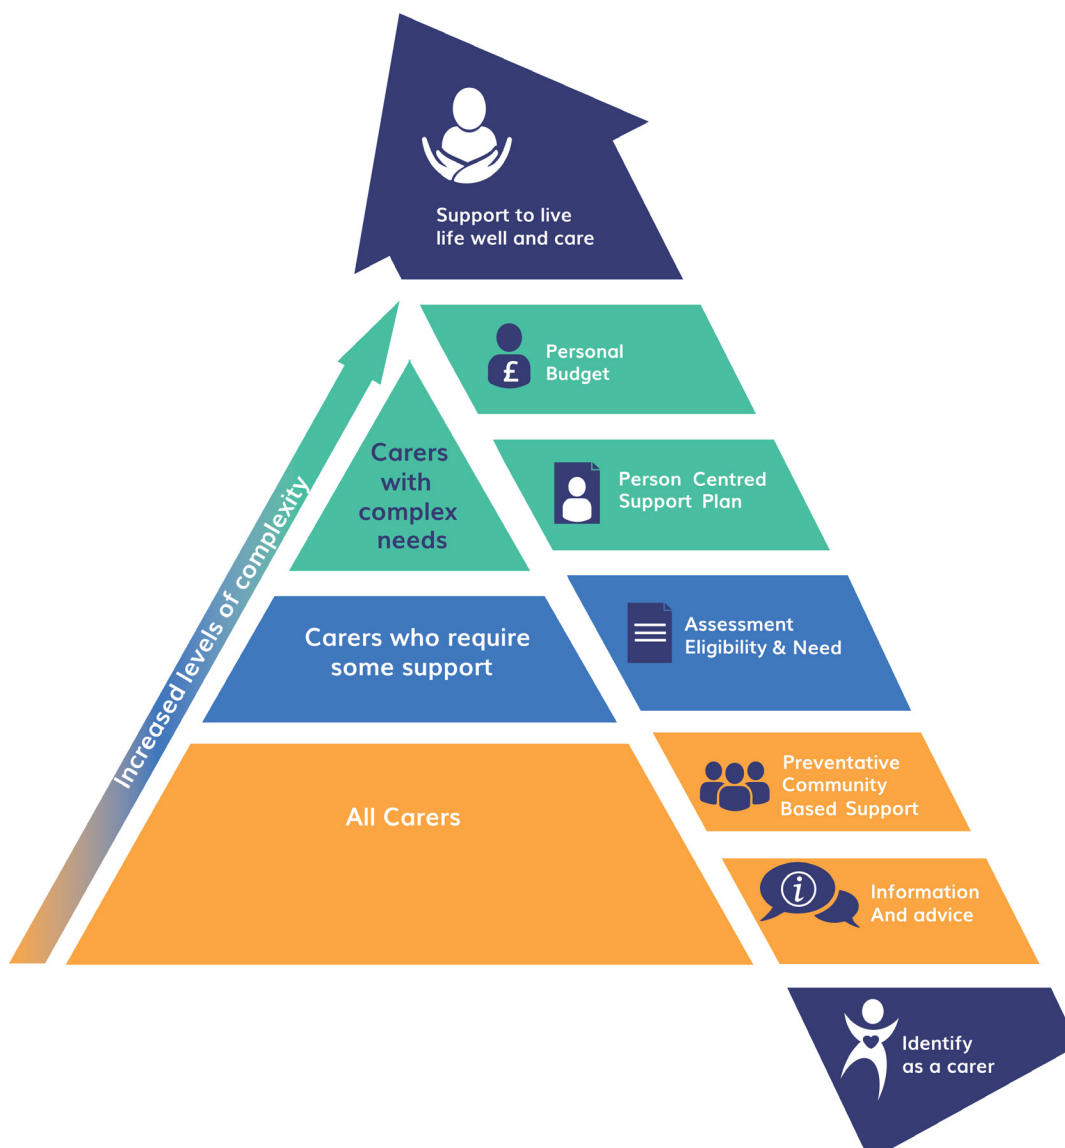 Support to live
life well and care
£
Personal
Budget
Carers
with
complex
needs
Person Centred
Support Plan
Increased levels of complexity
Carers who require
some support
Assessment
Eligibility & Need
All Carers
Preventative
Community
Based Support
i
Information
And advice
Identify
as a carer